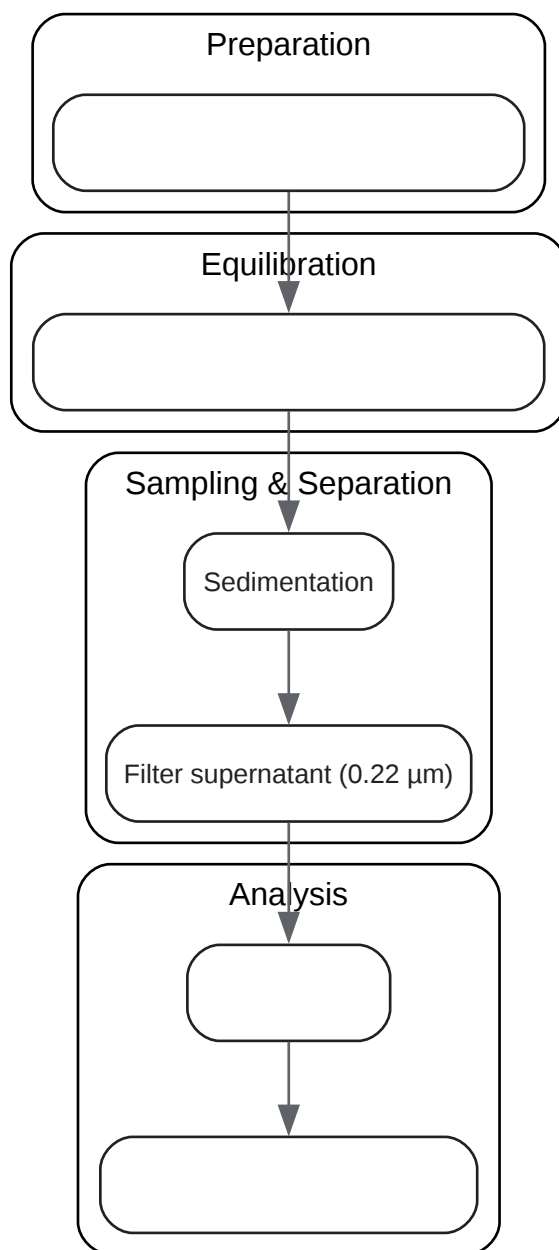 Preparation
Equilibration
Sampling & Separation
Sedimentation
Filter supernatant (0.22 µm)
Analysis